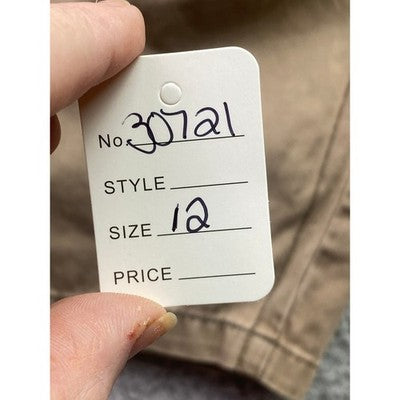 No. 30721
STYLE
SIZE 12
PRICE